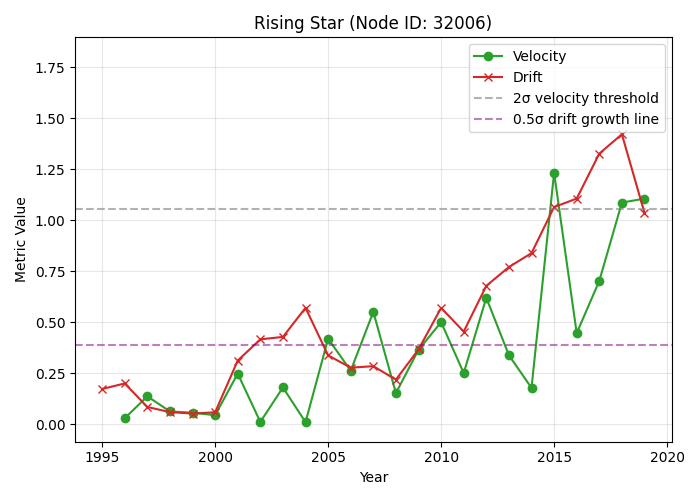 Rising Star (Node ID: 32006)
Velocity
Drift
2σ velocity threshold
0.5σ drift growth line
Metric Value
1.75
1.50
1.25
1.00
0.75
0.50
0.25
0.00
1995
2000
2005
2010
2015
2020
Year